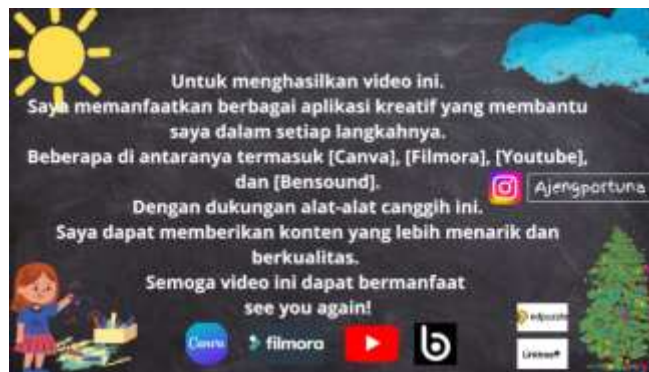 Untuk menghasilkan video ini.
Saya memanfaatkan berbagai aplikasi kreatif yang membantu
saya dalam setiap langkahnya.
Beberapa di antaranya termasuk [Canva], [Filmora], [Youtube],
dan [Bensound].
Ajengportuna
Dengan dukungan alat-alat canggih ini.
Saya dapat memberikan konten yang lebih menarik dan
berkualitas.
Semoga video ini dapat bermanfaat
see you again!
edpuzzle
Canva
filmora
Linktree